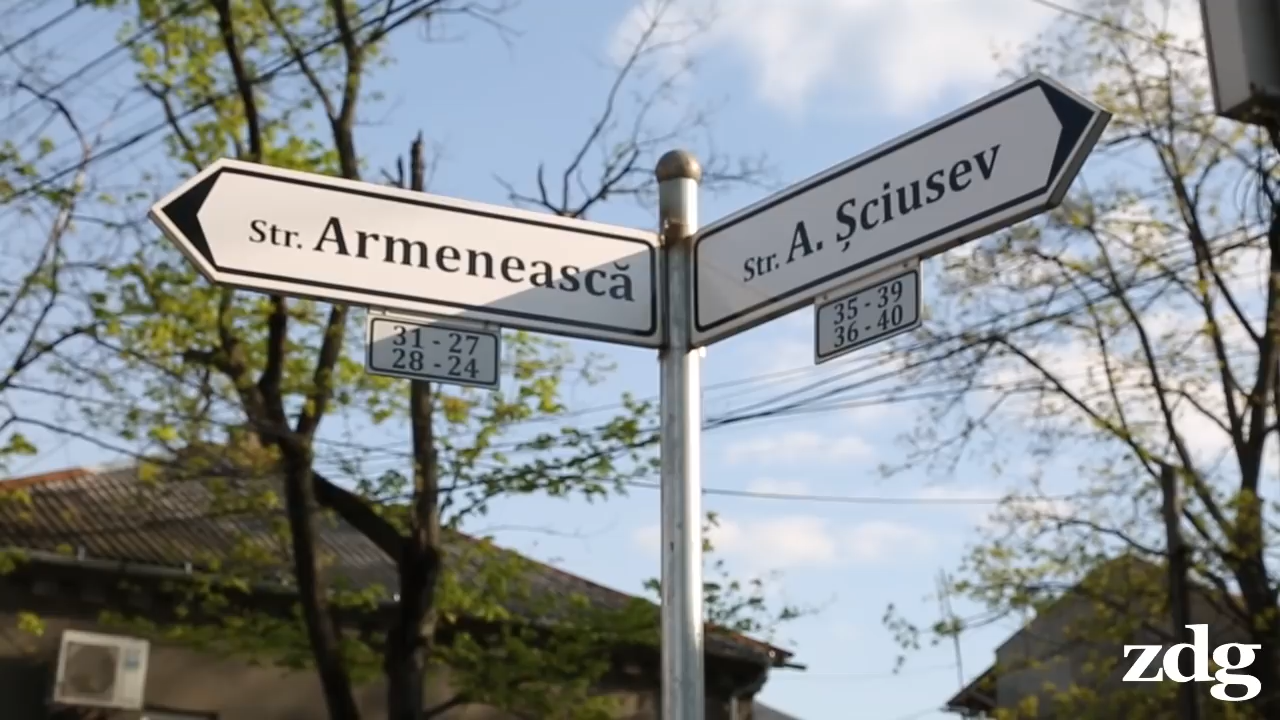 Str. Armenească
31 - 27
28 - 24
Str. A. Șciusev
35 - 39
36 - 40
zdg